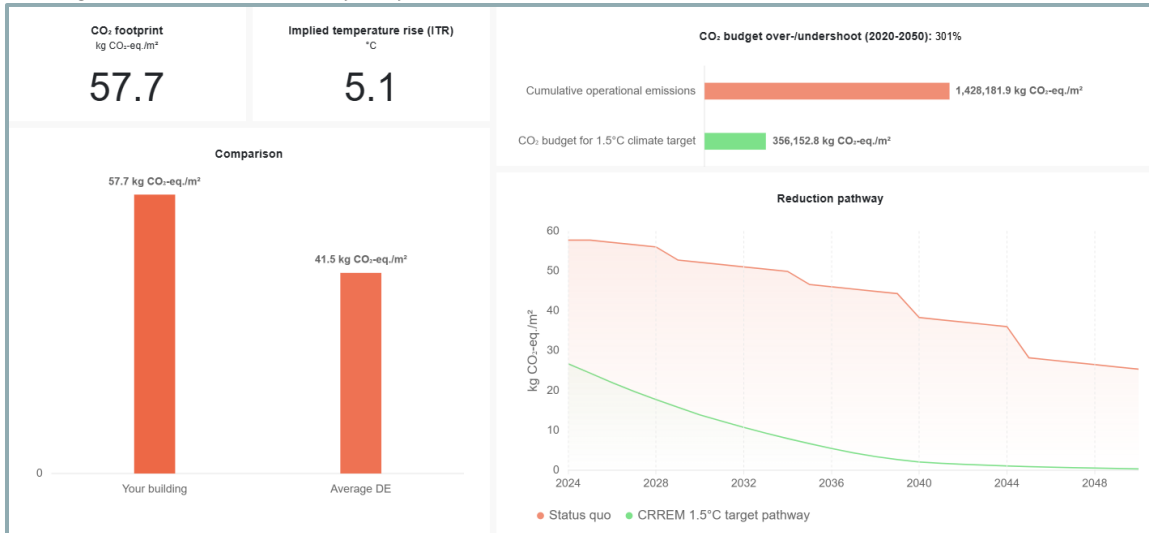 CO₂ footprint
kg CO₂-eq./m²
57.7
Implied temperature rise (ITR)
°C
5.1
CO₂ budget over-/undershoot (2020-2050): 301%
Cumulative operational emissions
1,428,181.9 kg CO₂-eq./m²
CO₂ budget for 1.5°C climate target
356,152.8 kg CO₂-eq./m²
Comparison
57.7 kg CO₂-eq./m²
41.5 kg CO₂-eq./m²
0
Your building
Average DE
Reduction pathway
kg CO₂-eq./m²
60
50
40
30
20
10
0
2024
2028
2032
2036
2040
2044
2048
Status quo
CRREM 1.5°C target pathway